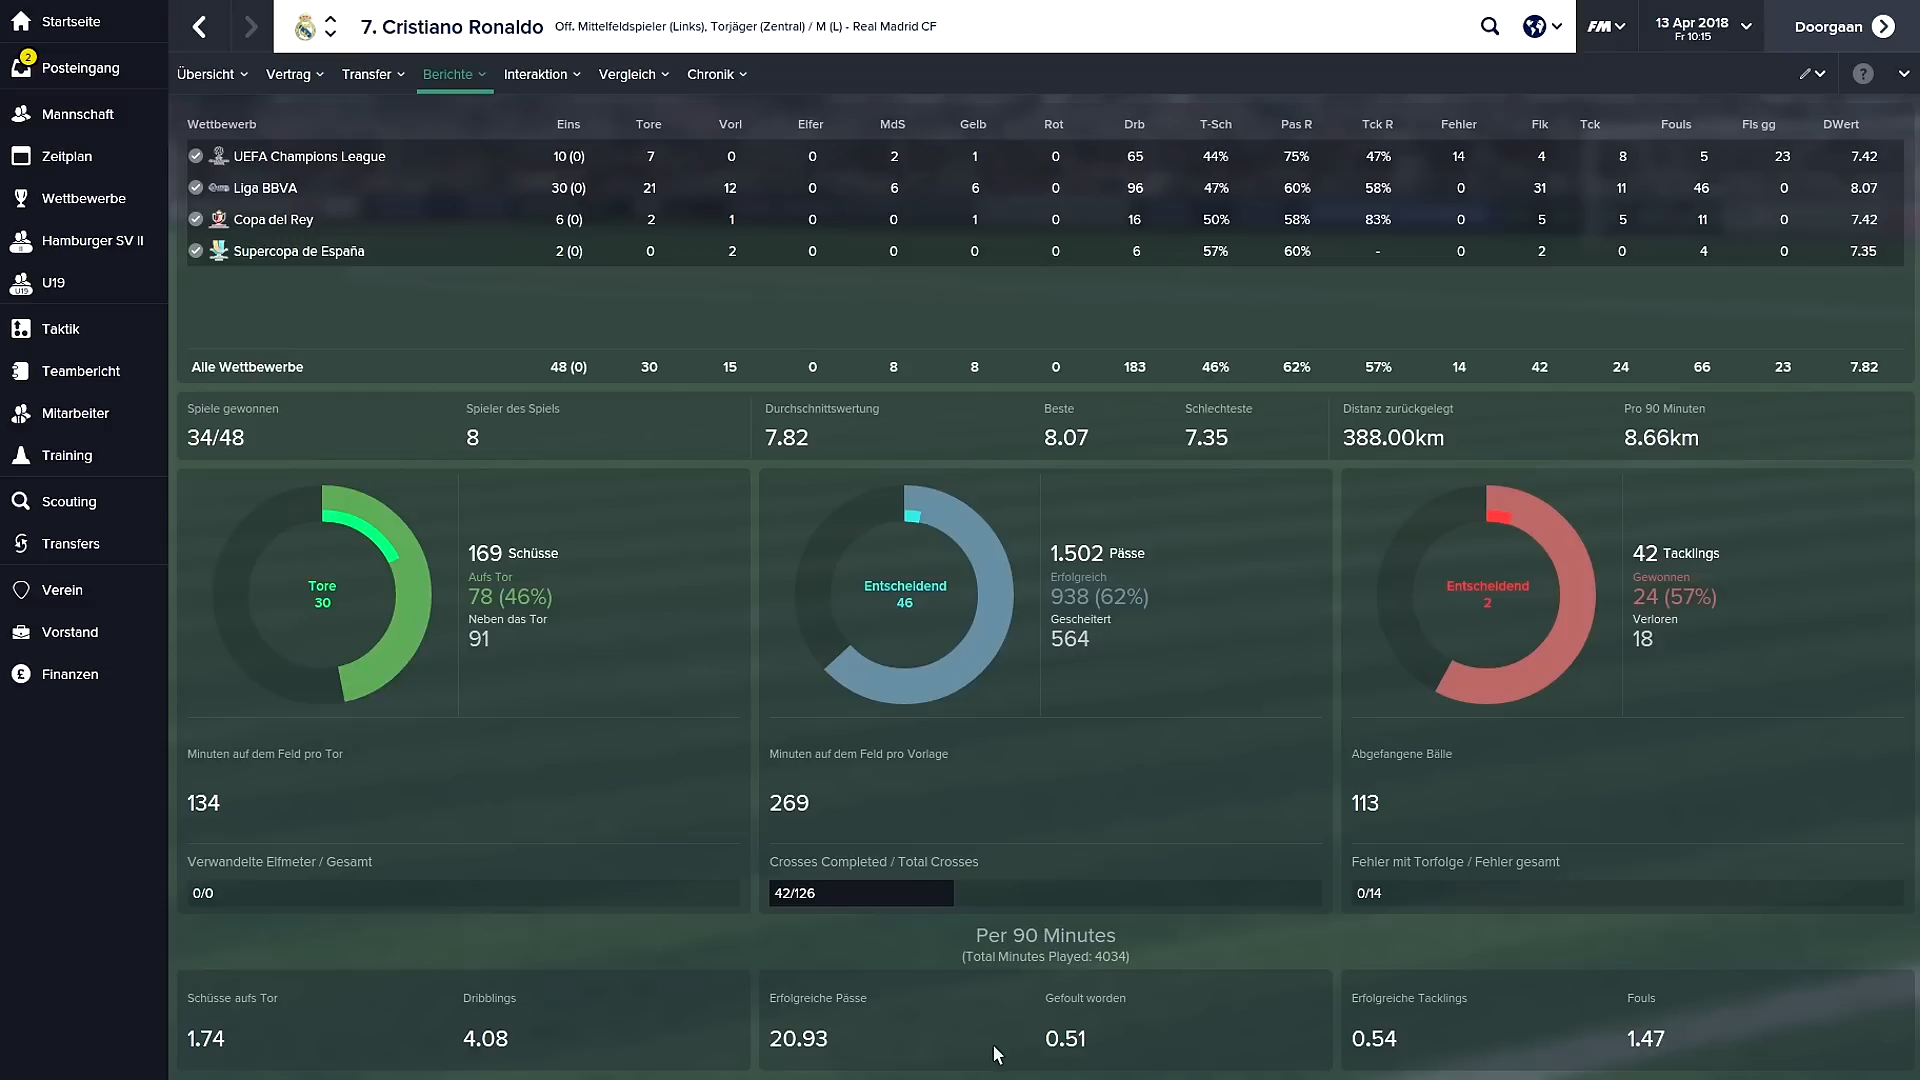 Startseite
2
Posteingang
Mannschaft
Zeitplan
Wettbewerbe
II
Hamburger SV II
U19
U19
Taktik
Teambericht
Mitarbeiter
Training
Scouting
Transfers
Verein
Vorstand
£ Finanzen
7. Cristiano Ronaldo Off. Mittelfeldspieler (Links), Torjäger (Zentral) / M (L) - Real Madrid CF
FM
13 Apr 2018
Fr 10:15
Doorgaan
Übersicht Vertrag Transfer Berichte Interaktion Vergleich Chronik ?
Wettbewerb Eins Tore Vorl Elfer MdS Gelb Rot Drb T-Sch Pas R Tck R Fehler Flk Tck Fouls Fls gg DWert
UEFA Champions League 10 (0) 7 0 0 2 1 0 65 44% 75% 47% 14 4 8 5 23 7.42
Liga BBVA 30 (0) 21 12 0 6 6 0 96 47% 60% 58% 0 31 11 46 0 8.07
Copa del Rey 6 (0) 2 1 0 0 1 0 16 50% 58% 83% 0 5 5 11 0 7.42
Supercopa de España 2 (0) 0 2 0 0 0 0 6 57% 60% - 0 2 0 4 0 7.35
Alle Wettbewerbe 48 (0) 30 15 0 8 8 0 183 46% 62% 57% 14 42 24 66 23 7.82
Spiele gewonnen Spieler des Spiels Durchschnittswertung Beste Schlechteste Distanz zurückgelegt Pro 90 Minuten
34/48 8 7.82 8.07 7.35 388.00km 8.66km
Tore
30
169 Schüsse
Aufs Tor
78 (46%)
Neben das Tor
91
Entscheidend
46
1.502 Pässe
Erfolgreich
938 (62%)
Gescheitert
564
Entscheidend
2
42 Tacklings
Gewonnen
24 (57%)
Verloren
18
Minuten auf dem Feld pro Tor Minuten auf dem Feld pro Vorlage Abgefangene Bälle
134 269 113
Verwandelte Elfmeter / Gesamt Crosses Completed / Total Crosses Fehler mit Torfolge / Fehler gesamt
0/0 42/126 0/14
Per 90 Minutes
(Total Minutes Played: 4034)
Schüsse aufs Tor Dribblings Erfolgreiche Pässe Gefoult worden Erfolgreiche Tacklings Fouls
1.74 4.08 20.93 0.51 0.54 1.47